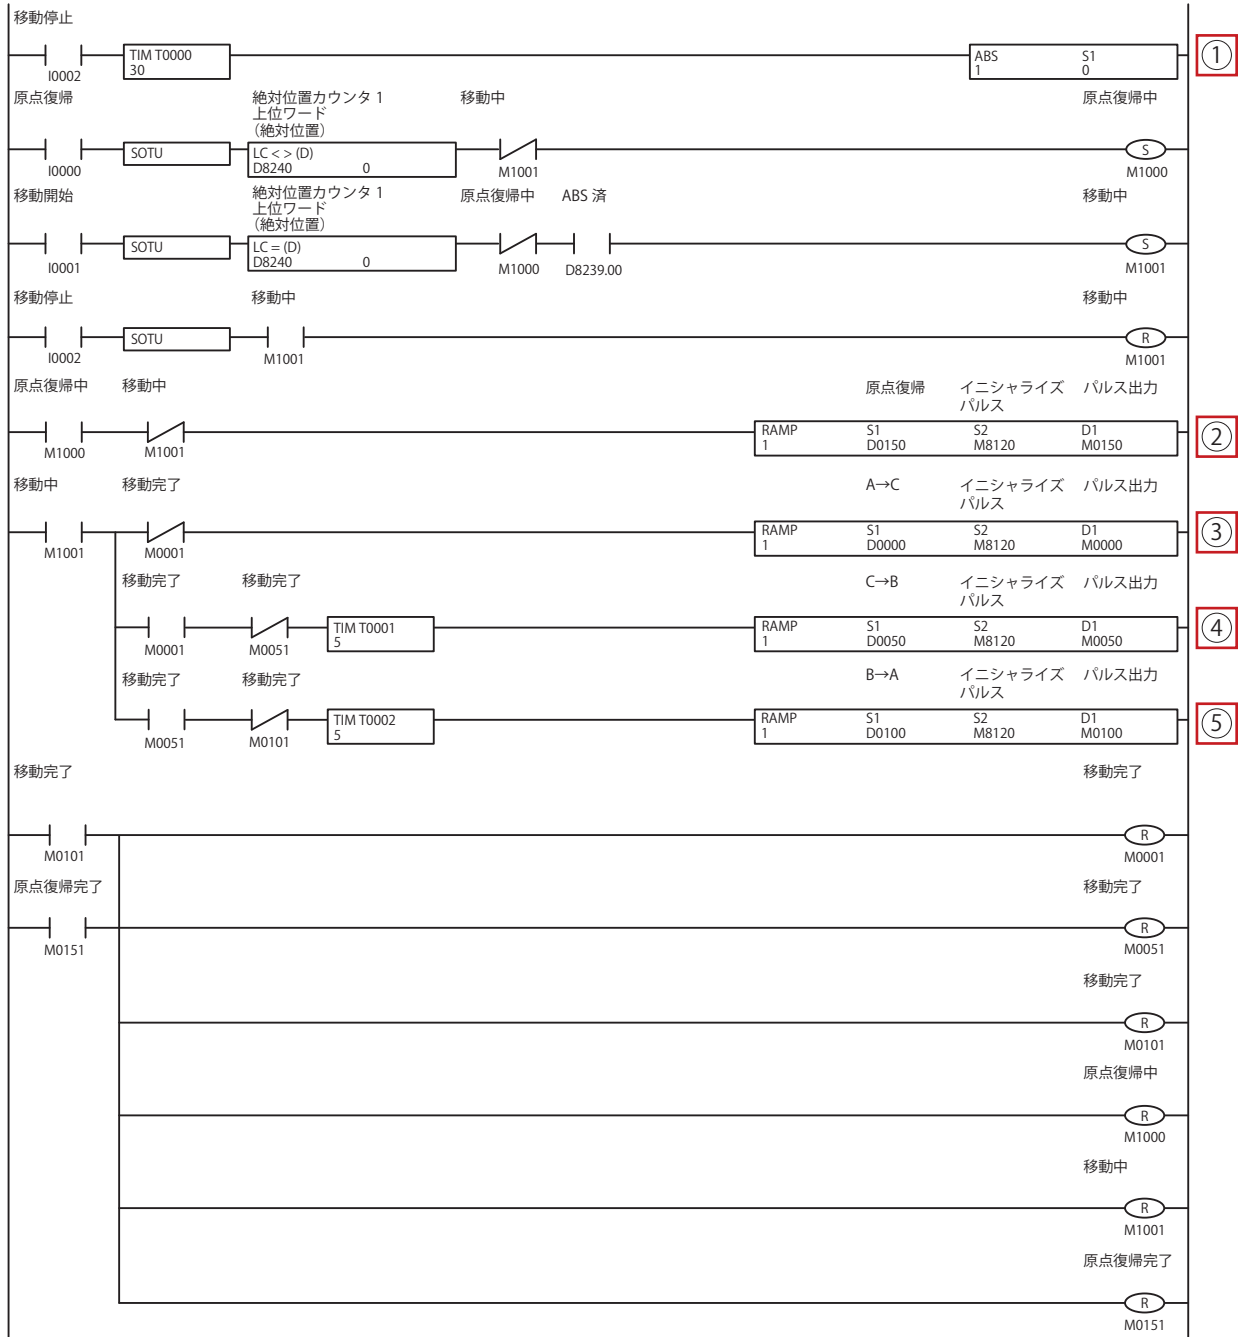 移動停止
TIM T0000
30
ABS S1
1 0
①
I0002
原点復帰
絶対位置カウンタ 1
上位ワード
(絶対位置)
移動中
原点復帰中
SOTU
LC < > (D)
D8240 0
S
I0000
M1001
M1000
移動開始
絶対位置カウンタ 1
上位ワード
(絶対位置)
原点復帰中
ABS 済
移動中
SOTU
LC = (D)
D8240 0
S
I0001
M1000
D8239.00
M1001
移動停止
移動中
移動中
SOTU
R
I0002
M1001
M1001
原点復帰中
移動中
原点復帰
イニシャライズ
パルス
パルス出力
RAMP S1 S2 D1
1 D0150 M8120 M0150
②
M1000
M1001
移動中
移動完了
A→C
イニシャライズ
パルス
パルス出力
RAMP S1 S2 D1
1 D0000 M8120 M0000
③
M1001
M0001
移動完了
移動完了
C→B
イニシャライズ
パルス
パルス出力
TIM T0001
5
RAMP S1 S2 D1
1 D0050 M8120 M0050
④
M0001
M0051
移動完了
移動完了
B→A
イニシャライズ
パルス
パルス出力
TIM T0002
5
RAMP S1 S2 D1
1 D0100 M8120 M0100
⑤
M0051
M0101
移動完了
移動完了
R
M0101
M0001
原点復帰完了
移動完了
R
M0151
M0051
移動完了
R
M0101
原点復帰中
R
M1000
移動中
R
M1001
原点復帰完了
R
M0151